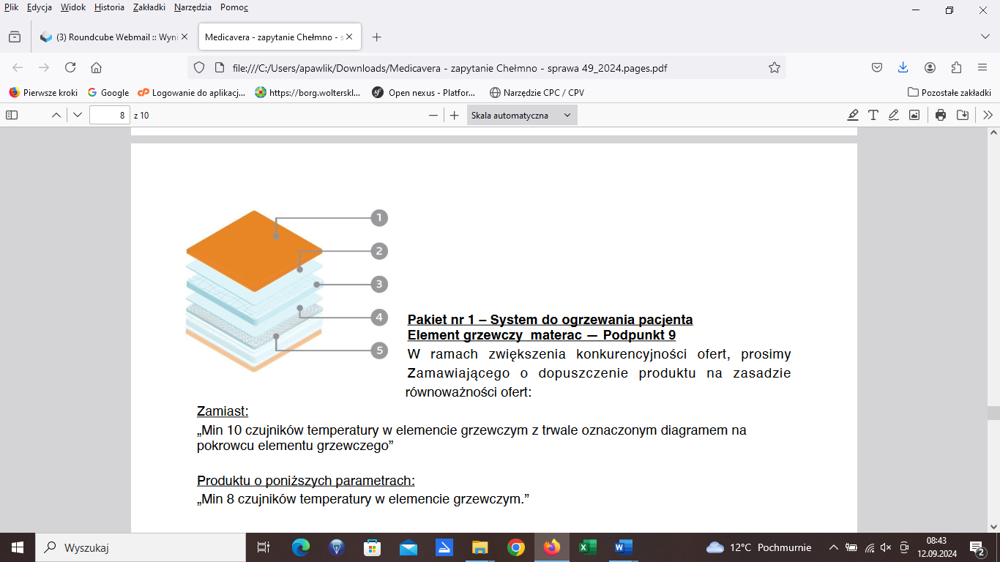 Plik Edycja Widok Historia Zakładki Narzędzia Pomoc
(3) Roundcube Webmail :: Wyni
Medicavera - zapytanie Chełmno - s
file:///C:/Users/apawlik/Downloads/Medicavera - zapytanie Chełmno - sprawa 49_2024.pages.pdf
Pierwsze kroki Google Logowanie do aplikacj... https://borg.wolterskl... Open nexus - Platfor... Narzędzie CPC / CPV Pozostałe zakładki
8 z 10 Skala automatyczna
1
2
3
4
5
Pakiet nr 1 – System do ogrzewania pacjenta
Element grzewczy materac — Podpunkt 9
W ramach zwiększenia konkurencyjności ofert, prosimy
Zamawiającego o dopuszczenie produktu na zasadzie
równoważności ofert:
Zamiast:
„Min 10 czujników temperatury w elemencie grzewczym z trwale oznaczonym diagramem na
pokrowcu elementu grzewczego”
Produktu o poniższych parametrach:
„Min 8 czujników temperatury w elemencie grzewczym.”
Wyszukaj
12°C Pochmurnie
08:43
12.09.2024
2